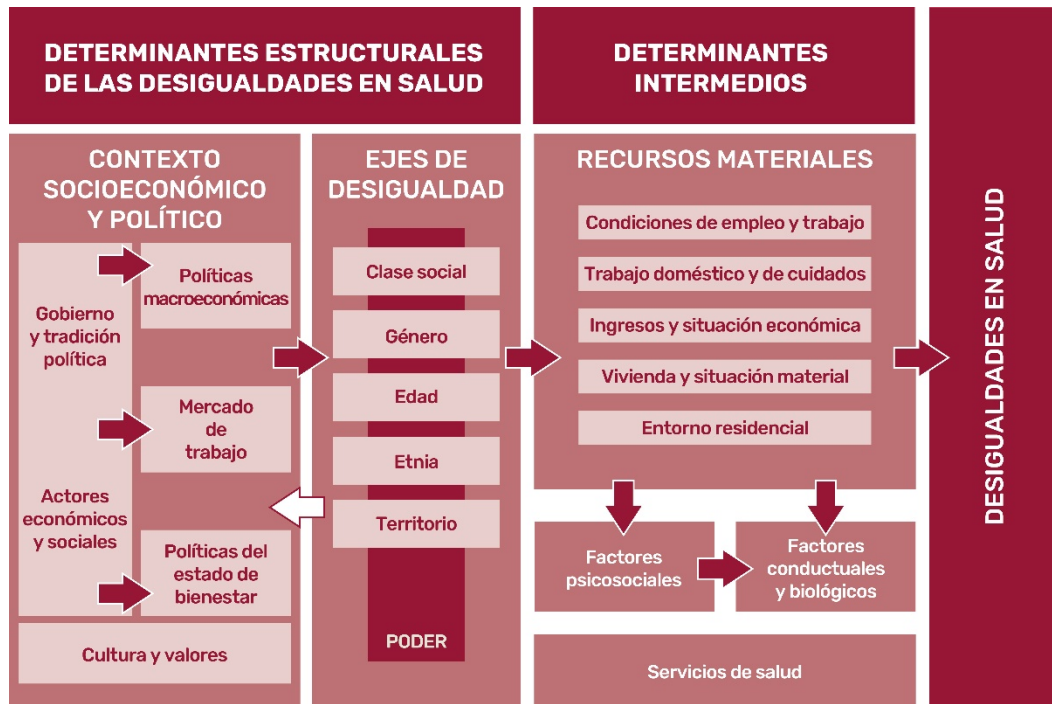 DETERMINANTES ESTRUCTURALES
DE LAS DESIGUALDADES EN SALUD
DETERMINANTES
INTERMEDIOS
CONTEXTO
SOCIOECONÓMICO
Y POLÍTICO
Gobierno
y tradición
política
Actores
económicos
y sociales
Políticas
macroeconómicas
Mercado
de
trabajo
Políticas del
estado de
bienestar
Cultura y valores
EJES DE
DESIGUALDAD
Clase social
Género
Edad
Etnia
Territorio
PODER
RECURSOS MATERIALES
Condiciones de empleo y trabajo
Trabajo doméstico y de cuidados
Ingresos y situación económica
Vivienda y situación material
Entorno residencial
Factores
psicosociales
Factores
conductuales
y biológicos
Servicios de salud
DESIGUALDADES EN SALUD